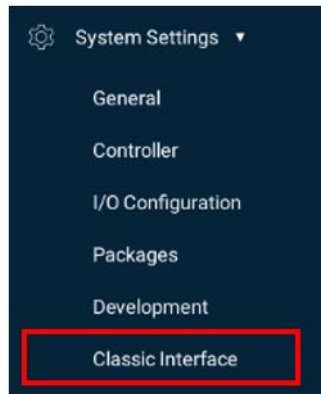 System Settings ▼
General
Controller
I/O Configuration
Packages
Development
Classic Interface